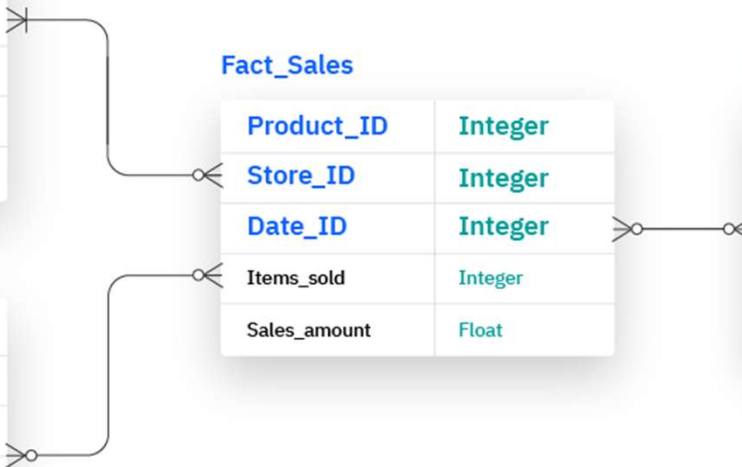 Fact_Sales
Product_ID Integer
Store_ID Integer
Date_ID Integer
Items_sold Integer
Sales_amount Float